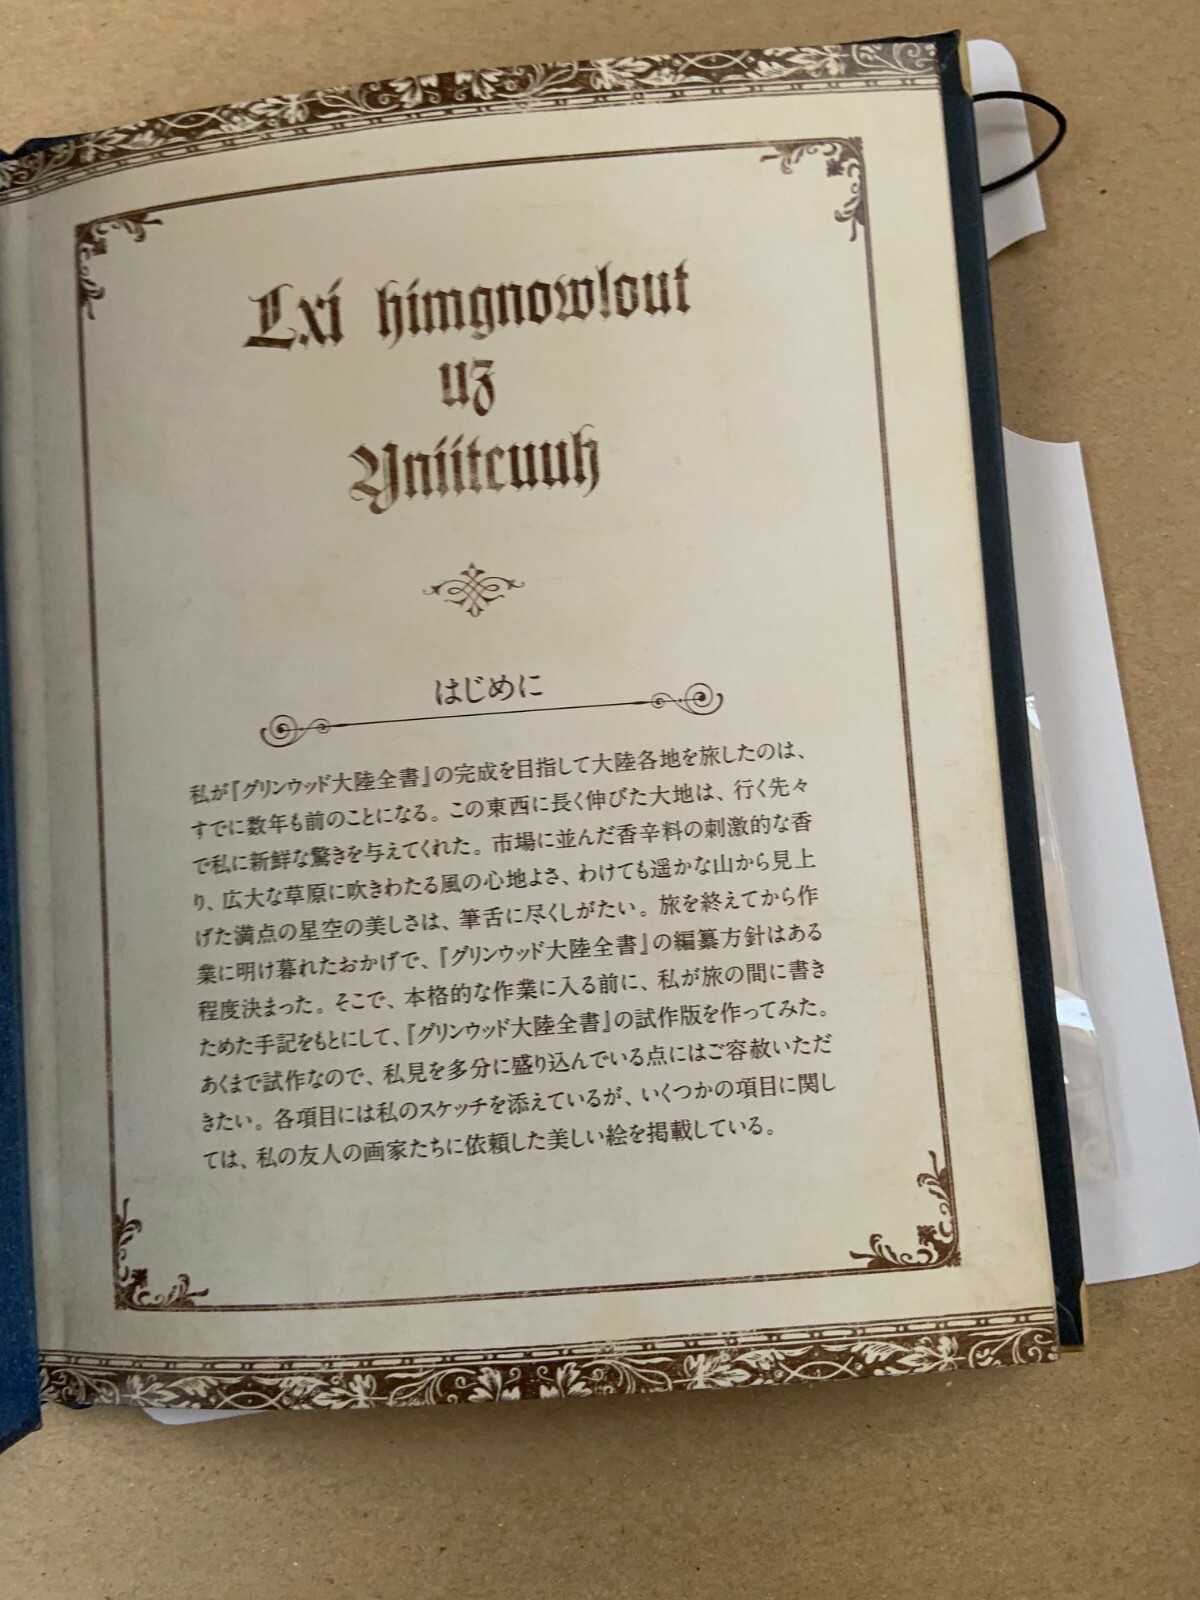 Lxi himgnowlout
uz
Yniitcuuh
はじめに
私が『グリンウッド大陸全書』の完成を目指して大陸各地を旅したのは、
すでに数年も前のことになる。この東西に長く伸びた大地は、行く先々
で私に新鮮な驚きを与えてくれた。市場に並んだ香辛料の刺激的な香
り、広大な草原に吹きわたる風の心地よさ、わけても遥かな山から見上
げた満点の星空の美しさは、筆舌に尽くしがたい。旅を終えてから作
業に明け暮れたおかげで、『グリンウッド大陸全書』の編纂方針はある
程度決まった。そこで、本格的な作業に入る前に、私が旅の間に書き
ためた手記をもとにして、『グリンウッド大陸全書』の試作版を作ってみた。
あくまで試作なので、私見を多分に盛り込んでいる点にはご容赦いただ
きたい。各項目には私のスケッチを添えているが、いくつかの項目に関し
ては、私の友人の画家たちに依頼した美しい絵を掲載している。